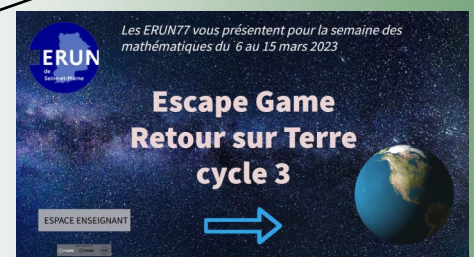 Les ERUN77 vous présentent pour la semaine des
mathématiques du 6 au 15 mars 2023
ERUN
de
Seine-et-Marne
Escape Game
Retour sur Terre
cycle 3
ESPACE ENSEIGNANT